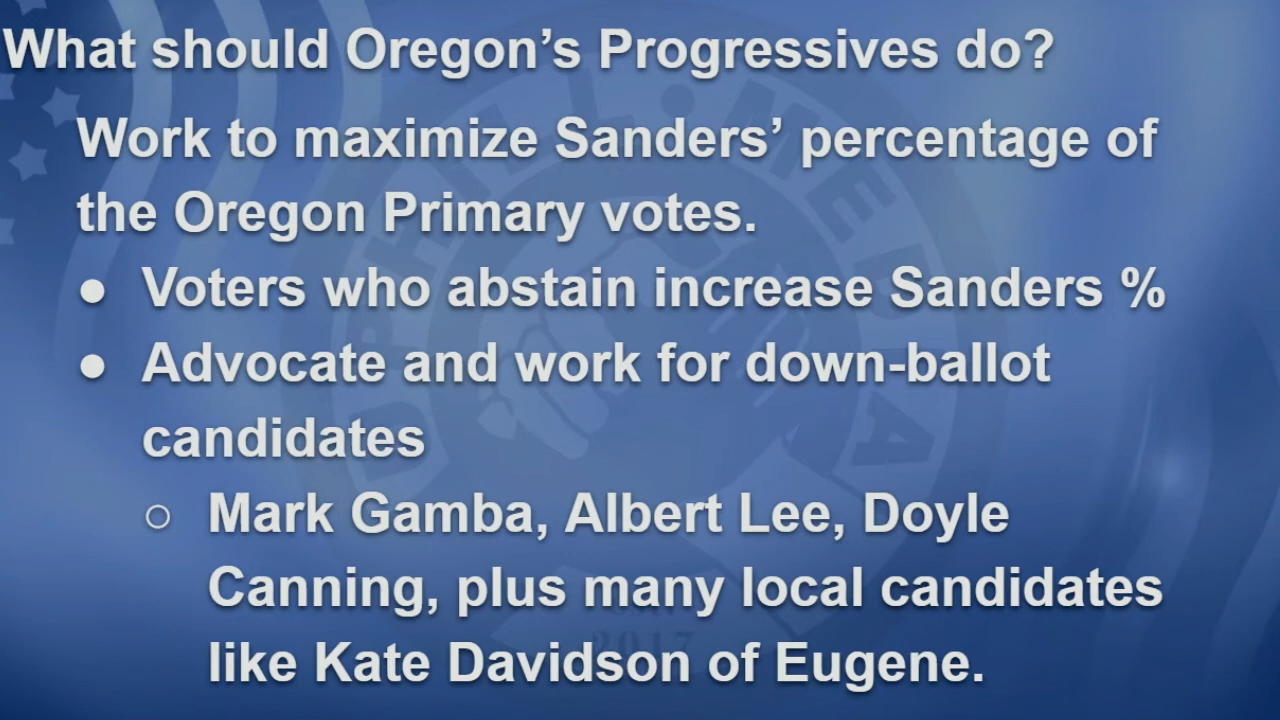 What should Oregon’s Progressives do?
Work to maximize Sanders’ percentage of
the Oregon Primary votes.
● Voters who abstain increase Sanders %
● Advocate and work for down-ballot
candidates
○ Mark Gamba, Albert Lee, Doyle
Canning, plus many local candidates
like Kate Davidson of Eugene.
2017